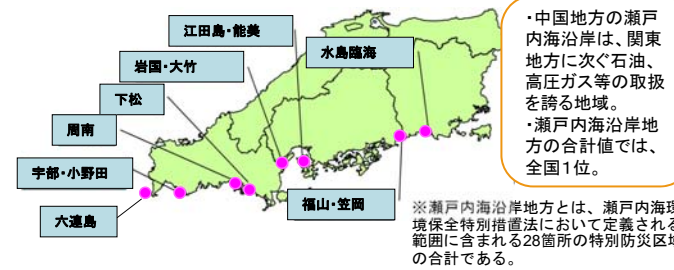 江田島・能美
水島臨海
岩国・大竹
下松
周南
宇部・小野田
六連島
福山・笠岡
・中国地方の瀬戸
内海沿岸は、関東
地方に次ぐ石油、
高圧ガス等の取扱
を誇る地域。
・瀬戸内海沿岸地
方の合計値では、
全国1位。
※瀬戸内海沿岸地方とは、瀬戸内海環
境保全特別措置法において定義される
範囲に含まれる28箇所の特別防災区域
の合計である。